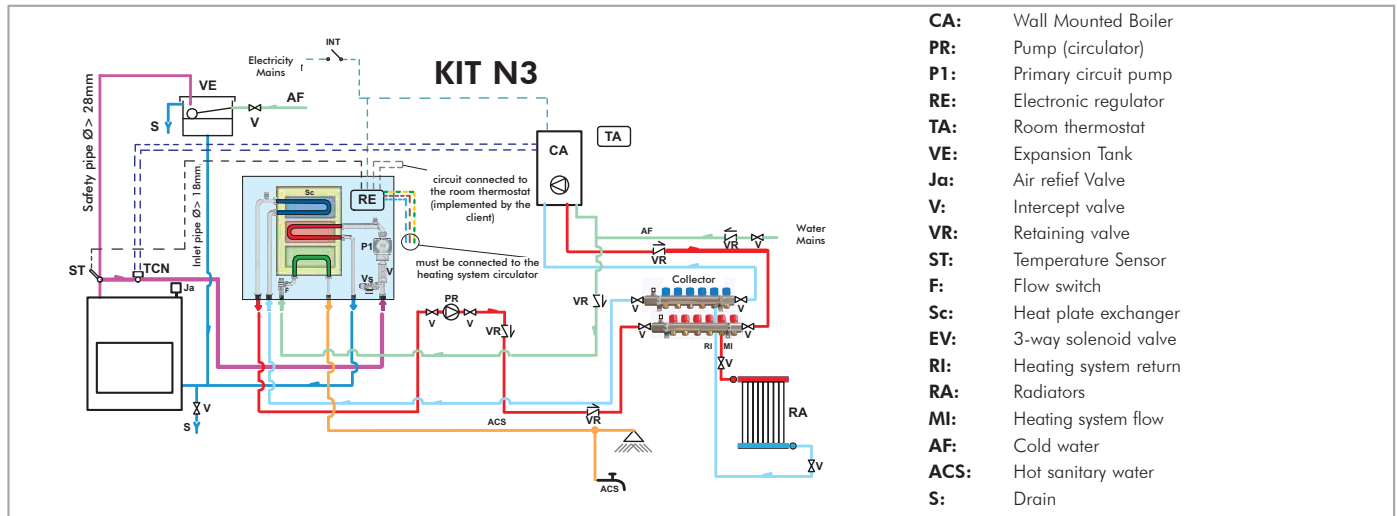 INT
Electricity
Mains
KIT N3
VE
AF
V
S
TA
CA
Safety pipe Ø> 28mm
Inlet pipe Ø> 18mm
Sc
RE
circuit connected to
the room thermostat
(implemented by the
client)
P1
must be connected to the
heating system circulator
V
Vs
F
ST
TCN
Ja
AF
VR
V
Water
Mains
VR
Collector
V
V
V
V
RI
MI
PR
V
V
VR
VR
V
RA
V
VR
ACS
ACS
V
S
CA: Wall Mounted Boiler
PR: Pump (circulator)
P1: Primary circuit pump
RE: Electronic regulator
TA: Room thermostat
VE: Expansion Tank
Ja: Air refief Valve
V: Intercept valve
VR: Retaining valve
ST: Temperature Sensor
F: Flow switch
Sc: Heat plate exchanger
EV: 3-way solenoid valve
RI: Heating system return
RA: Radiators
MI: Heating system flow
AF: Cold water
ACS: Hot sanitary water
S: Drain